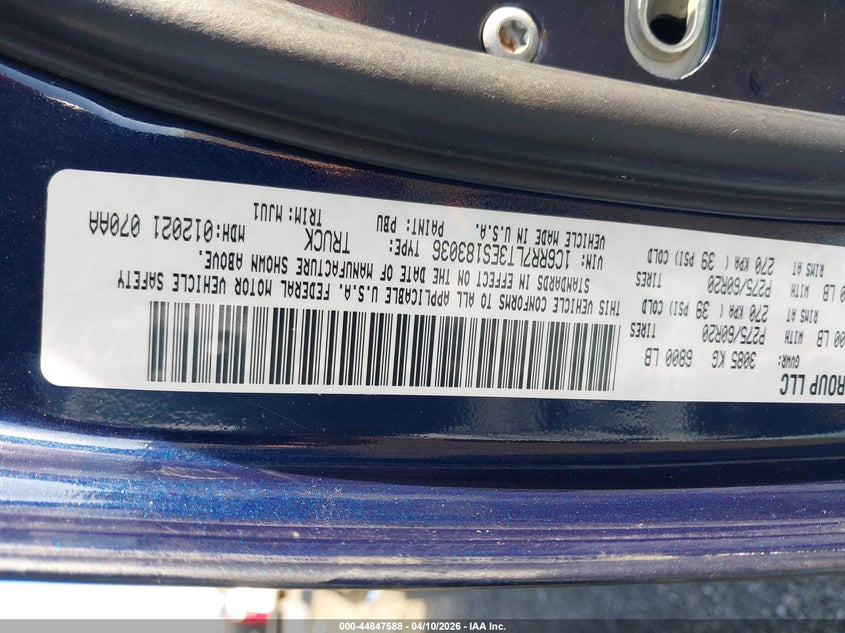 ROUP LLC
GVWR: 3085 KG 6800 LB
00 LB WITH P275/60R20 TIRES
RIMS AT 270 KPA ( 39 PSI) COLD
0 LB WITH P275/60R20 TIRES
RIMS AT 270 KPA ( 39 PSI) COLD
THIS VEHICLE CONFORMS TO ALL APPLICABLE U.S.A. FEDERAL MOTOR VEHICLE SAFETY
STANDARDS IN EFFECT ON THE DATE OF MANUFACTURE SHOWN ABOVE.
VIN: 1C6RR7LT3ES183036 TYPE: TRUCK MDH:012021 070AA
VEHICLE MADE IN U.S.A. PAINT: PBU TRIM: MJU1
000-44847588 - 04/10/2026 - IAA Inc.